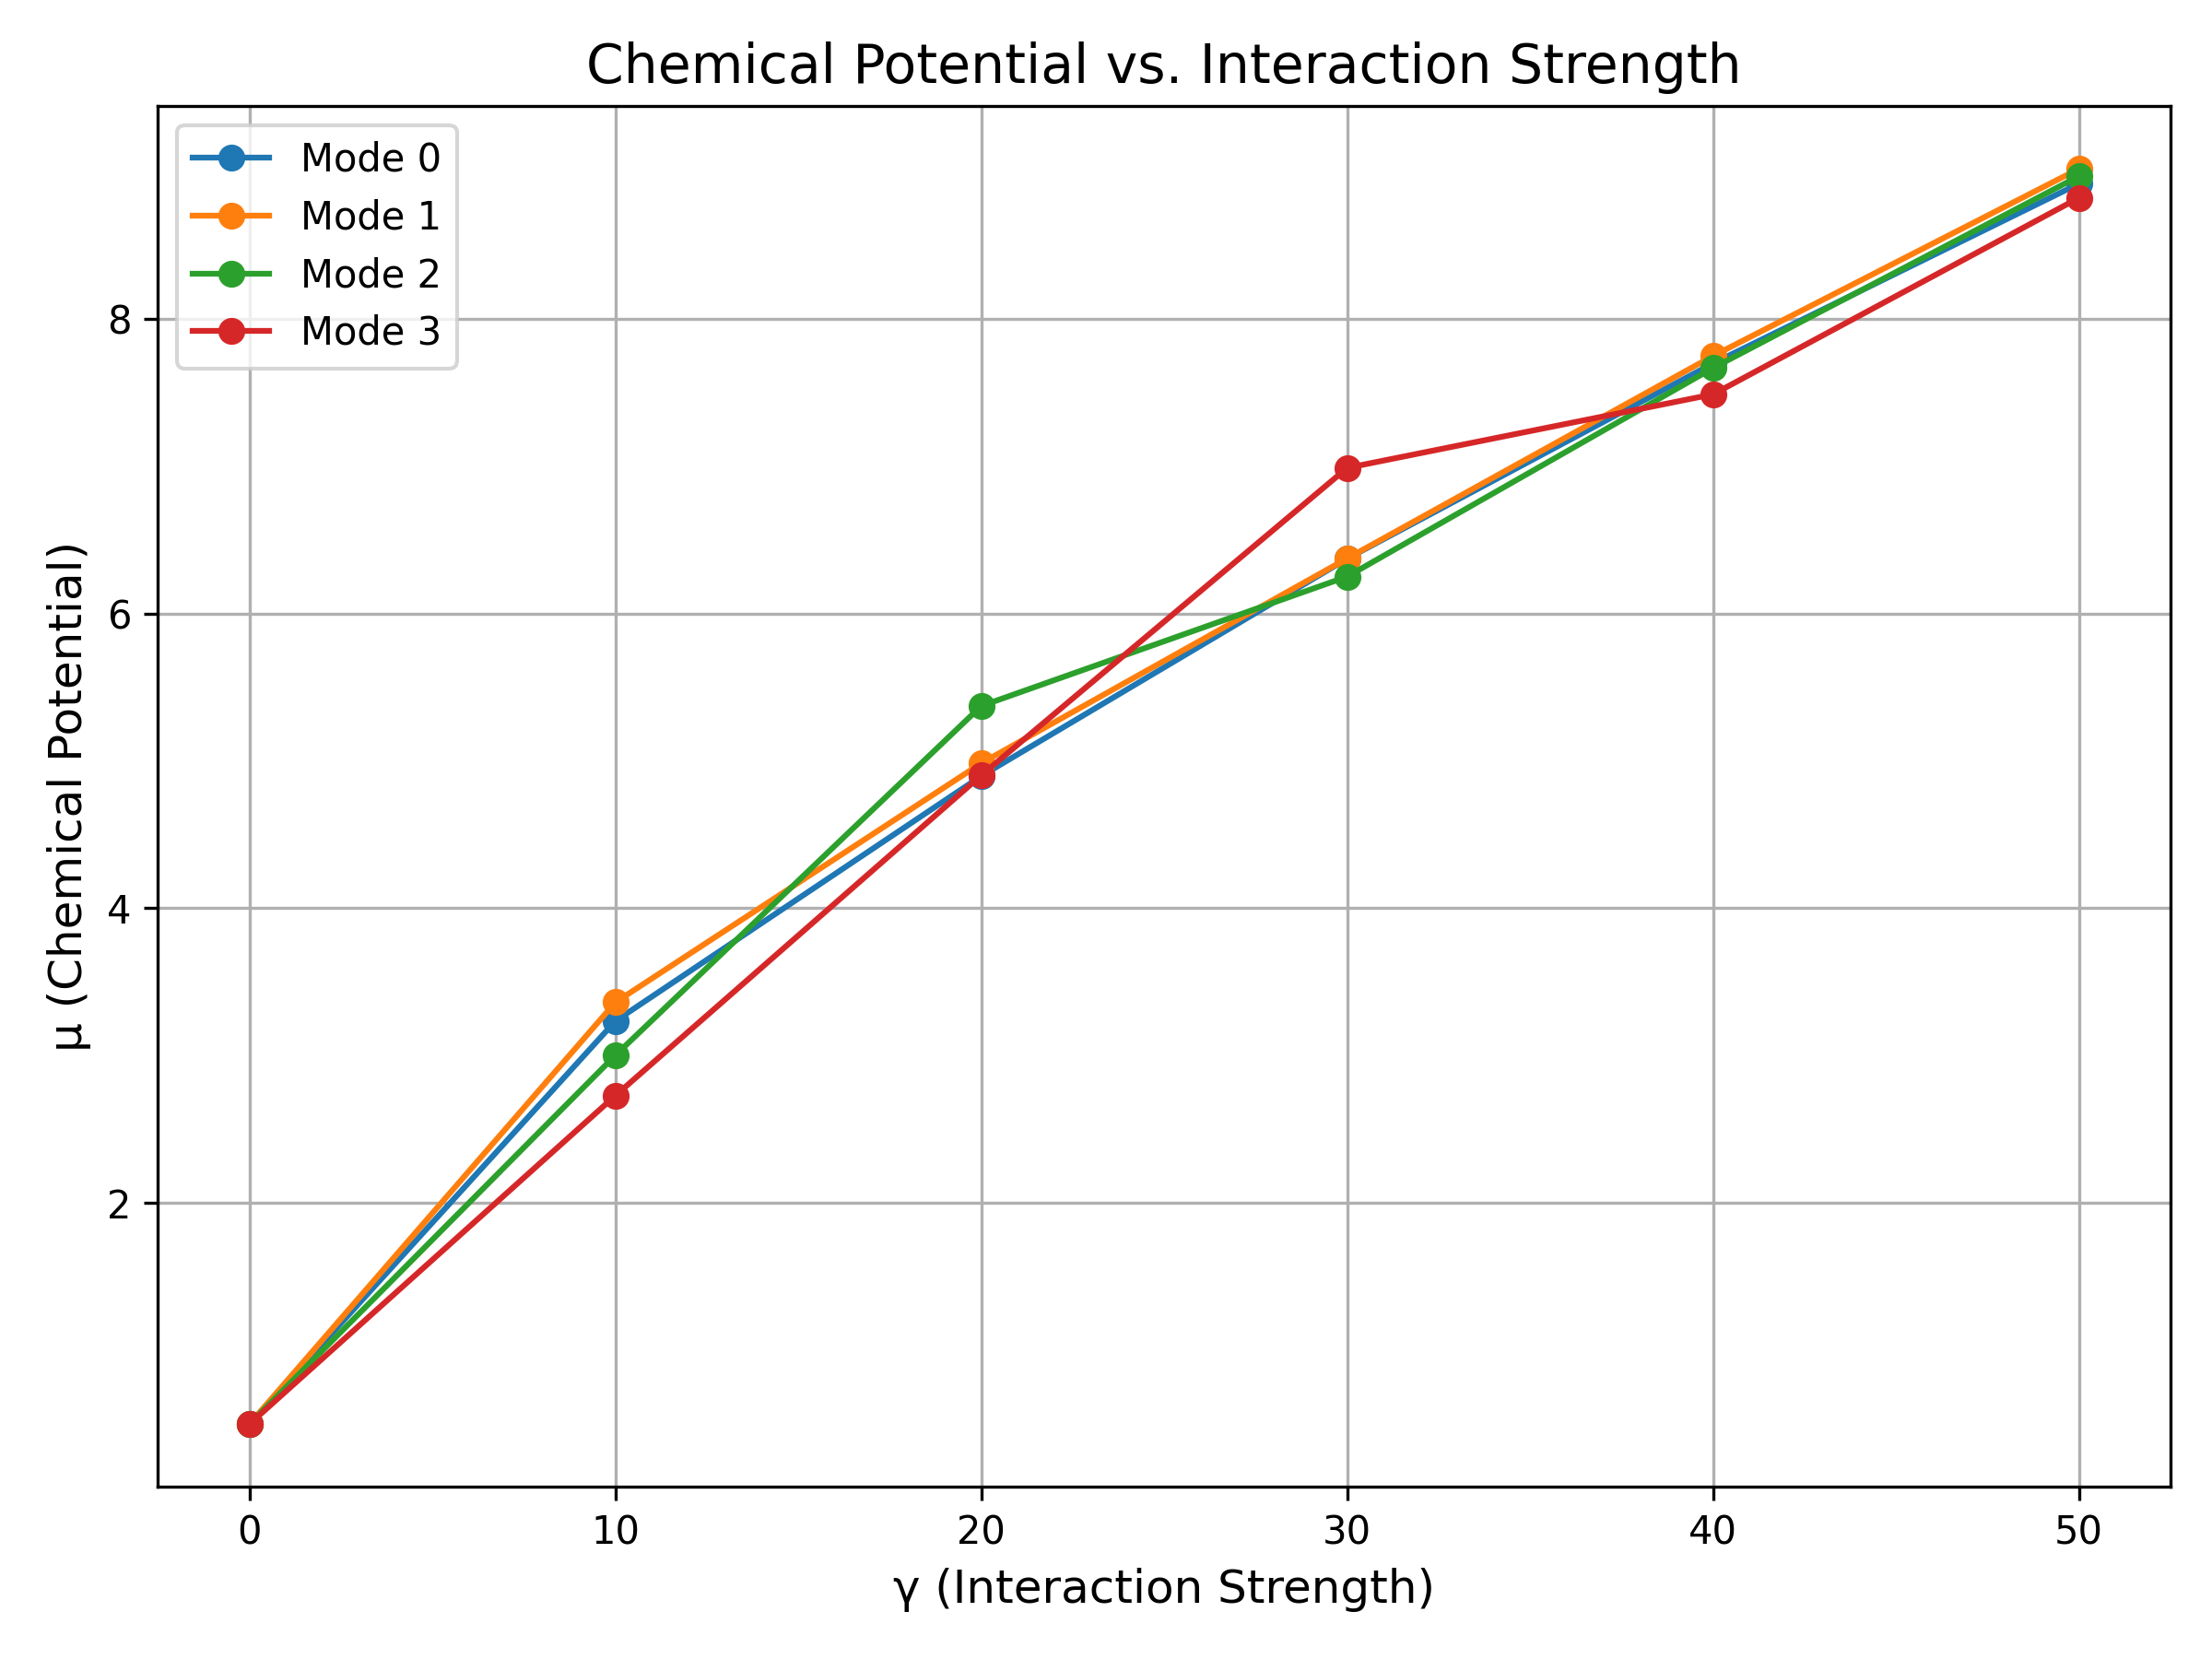 Chemical Potential vs. Interaction Strength
Mode 0
Mode 1
Mode 2
Mode 3
8
6
4
2
μ (Chemical Potential)
0 10 20 30 40 50
γ (Interaction Strength)